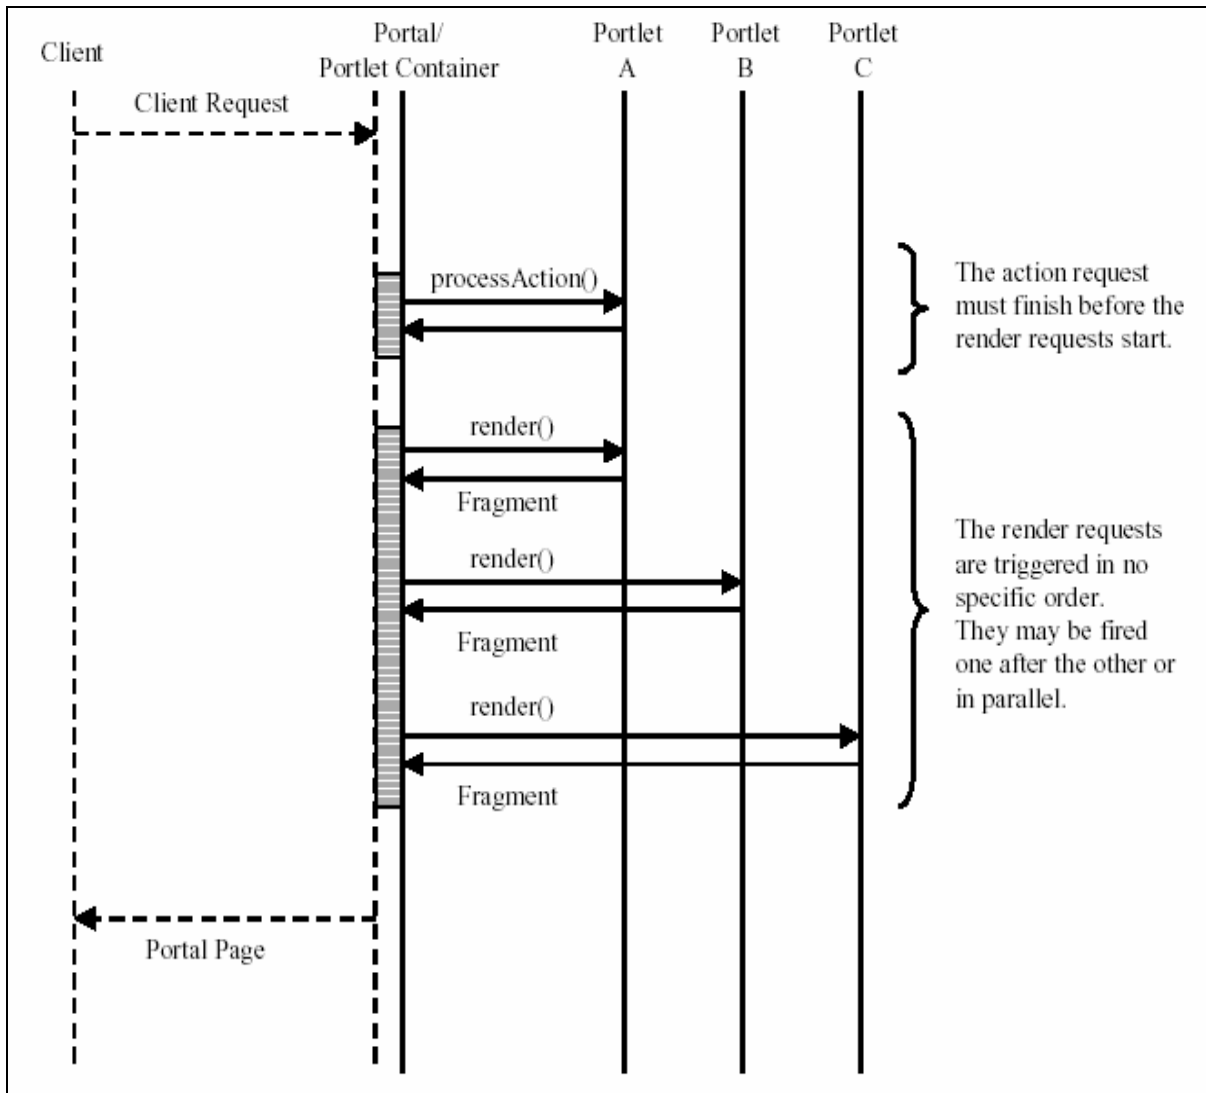 Client
Portal/
Portlet Container
Portlet
A
Portlet
B
Portlet
C
Client Request
processAction()
The action request
must finish before the
render requests start.
render()
Fragment
render()
Fragment
render()
Fragment
The render requests
are triggered in no
specific order.
They may be fired
one after the other or
in parallel.
Portal Page